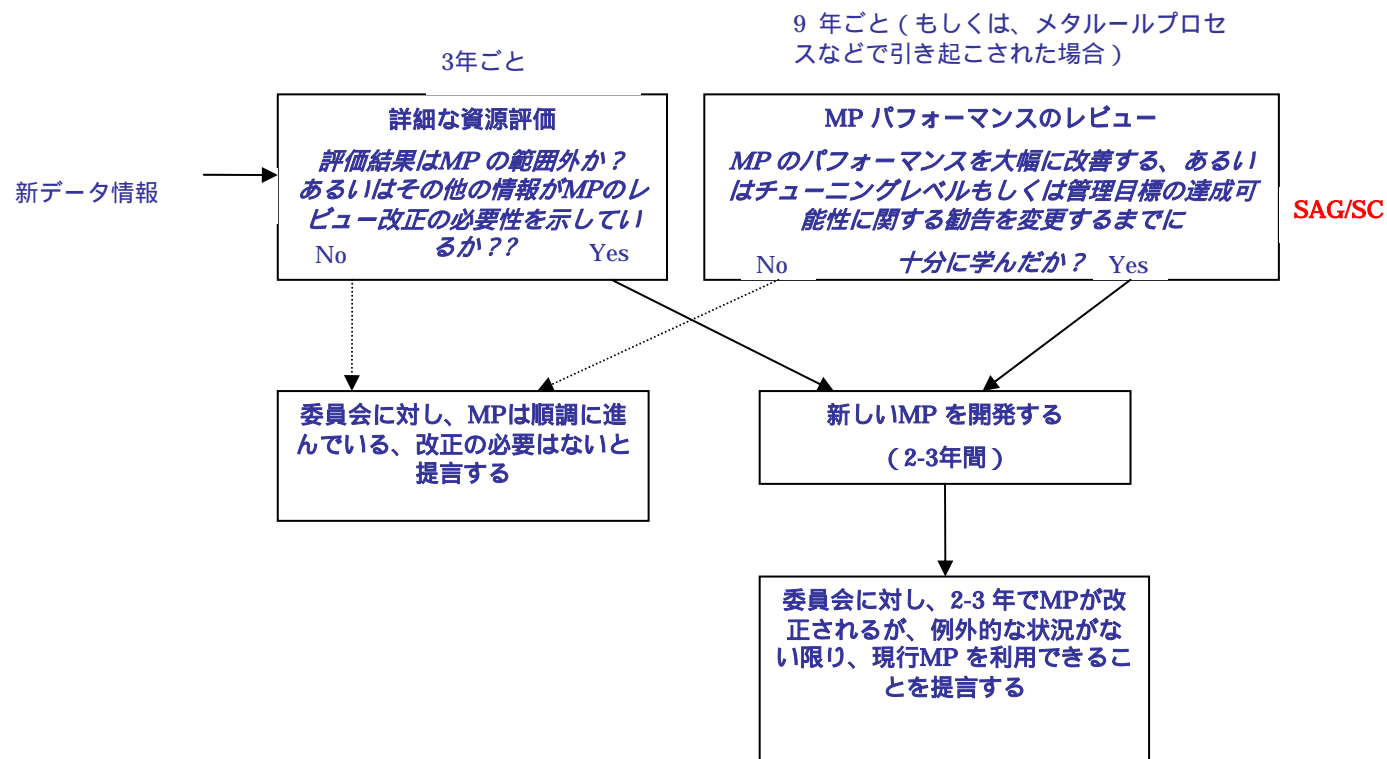 9 年ごと（もしくは、メタルールプロセ
スなどで引き起こされた場合）
3年ごと
詳細な資源評価
評価結果はMP の範囲外か？
あるいはその他の情報がMPのレ
ビュー改正の必要性を示してい
るか？?
No
Yes
MP パフォーマンスのレビュー
MP のパフォーマンスを大幅に改善する、あるい
はチューニングレベルもしくは管理目標の達成可
能性に関する勧告を変更するまでに
十分に学んだか？
No
Yes
新データ情報
SAG/SC
委員会に対し、MPは順調に進
んでいる、改正の必要はないと
提言する
新しいMP を開発する
（2-3年間）
委員会に対し、2-3 年でMPが改
正されるが、例外的な状況がな
い限り、現行MP を利用できるこ
とを提言する